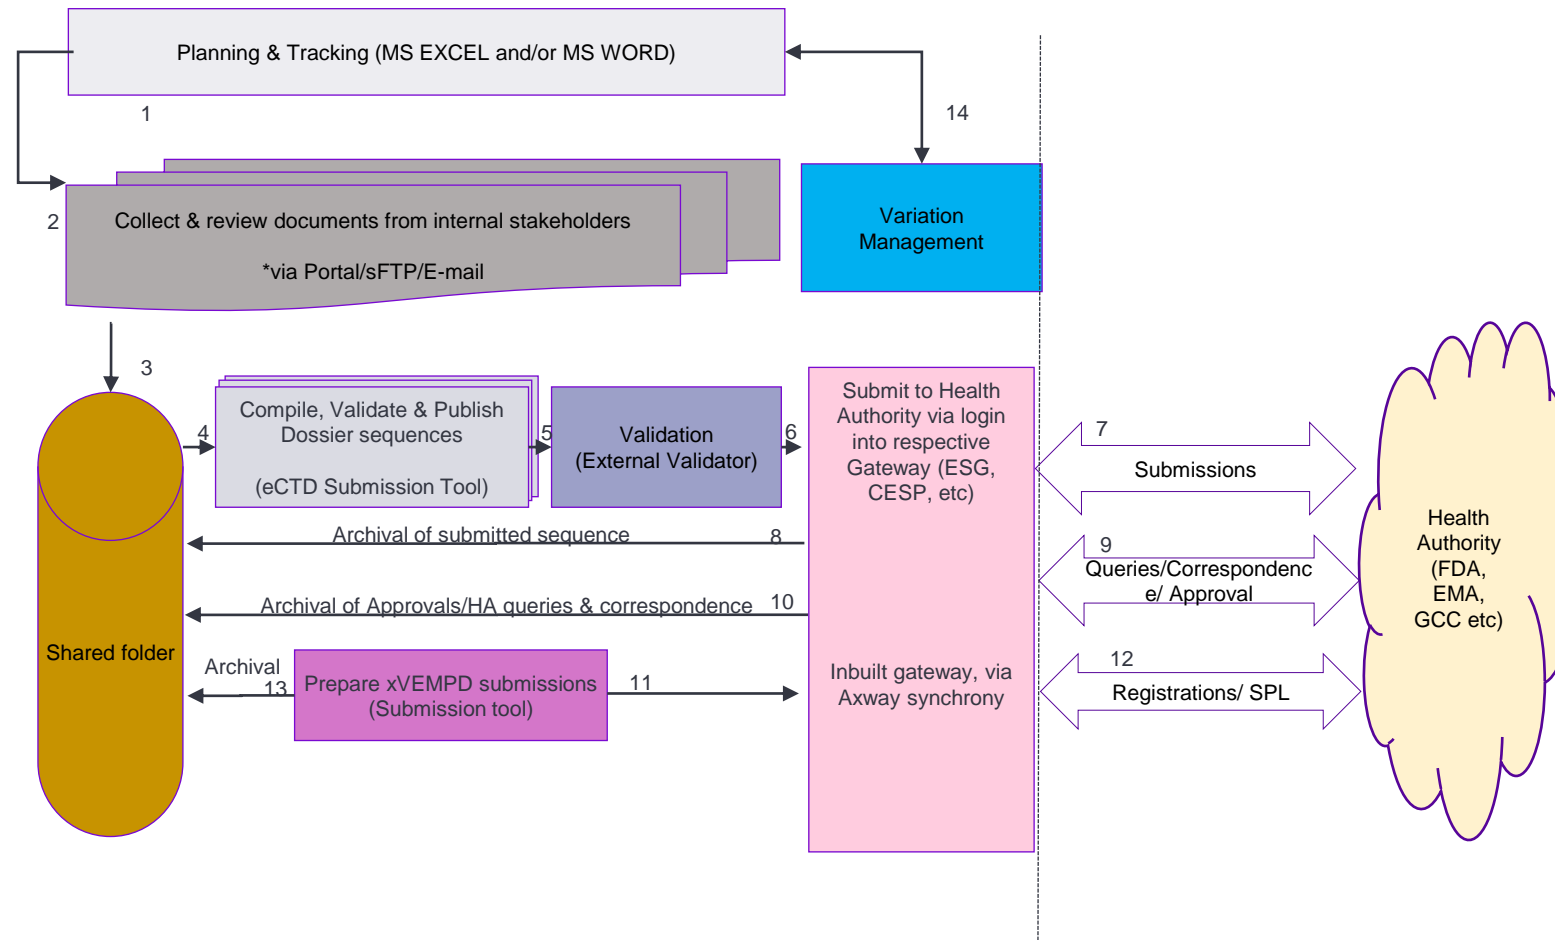 Planning & Tracking (MS EXCEL and/or MS WORD)
1
14
2
Collect & review documents from internal stakeholders
*via Portal/sFTP/E-mail
Variation
Management
3
4
Compile, Validate & Publish
Dossier sequences
(eCTD Submission Tool)
5
Validation
(External Validator)
6
Submit to Health
Authority via login
into respective
Gateway (ESG,
CESP, etc)
7
Submissions
Archival of submitted sequence
8
9
Queries/Correspondenc
e/ Approval
Health
Authority
(FDA,
EMA,
GCC etc)
Archival of Approvals/HA queries & correspondence
10
Shared folder
Archival
13
Prepare xVEMPD submissions
(Submission tool)
11
Inbuilt gateway, via
Axway synchrony
12
Registrations/ SPL